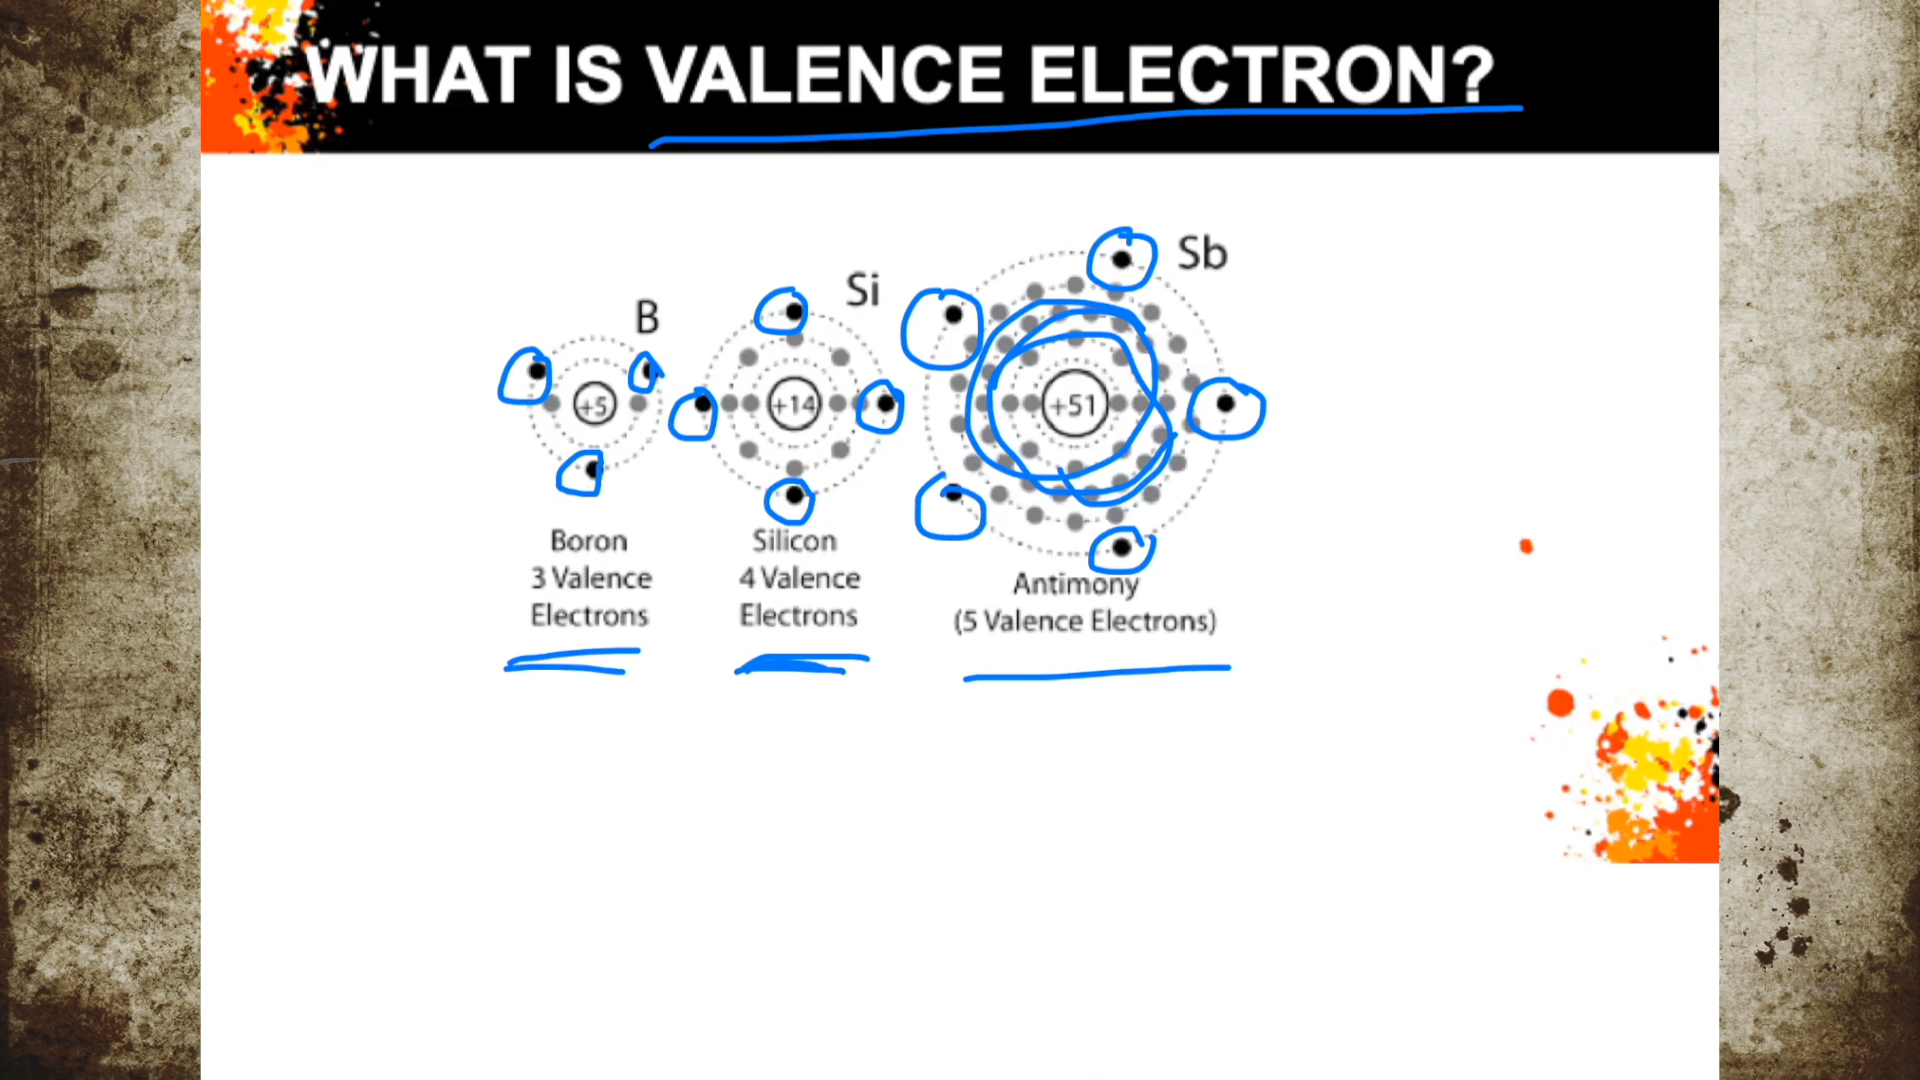 WHAT IS VALENCE ELECTRON?
B
Si
Sb
+5
+14
+51
Boron
3 Valence
Electrons
Silicon
4 Valence
Electrons
Antimony
(5 Valence Electrons)